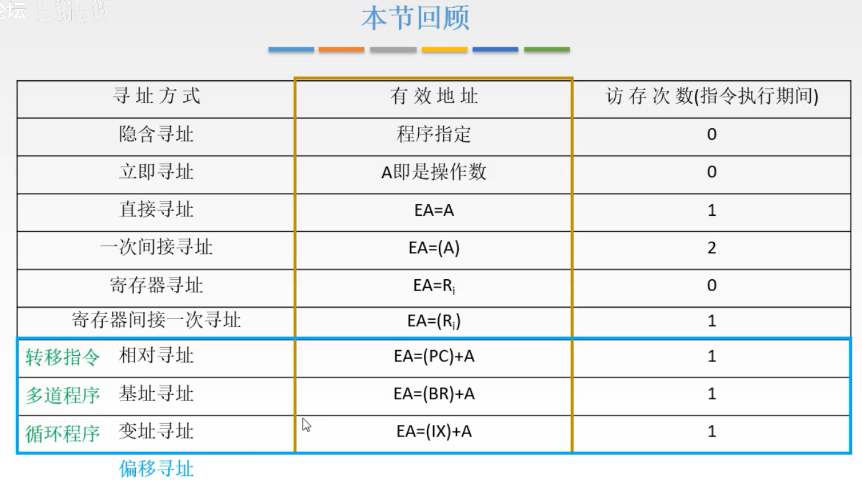 论坛
本节回顾
寻址方式 有效地址 访存次数(指令执行期间)
隐含寻址 程序指定 0
立即寻址 A即是操作数 0
直接寻址 EA=A 1
一次间接寻址 EA=(A) 2
寄存器寻址 EA=Ri 0
寄存器间接一次寻址 EA=(Ri) 1
转移指令 相对寻址 EA=(PC)+A 1
多道程序 基址寻址 EA=(BR)+A 1
循环程序 变址寻址 EA=(IX)+A 1
偏移寻址